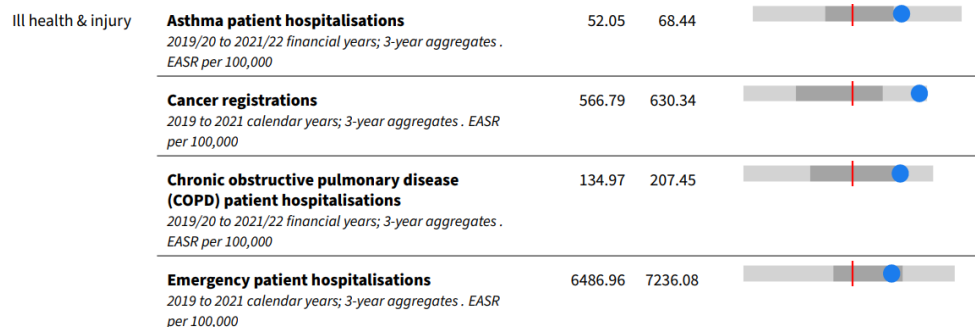 Ill health & injury Asthma patient hospitalisations 52.05 68.44
2019/20 to 2021/22 financial years; 3-year aggregates .
EASR per 100,000
Cancer registrations 566.79 630.34
2019 to 2021 calendar years; 3-year aggregates . EASR
per 100,000
Chronic obstructive pulmonary disease 134.97 207.45
(COPD) patient hospitalisations
2019/20 to 2021/22 financial years; 3-year aggregates .
EASR per 100,000
Emergency patient hospitalisations 6486.96 7236.08
2019 to 2021 calendar years; 3-year aggregates . EASR
per 100,000